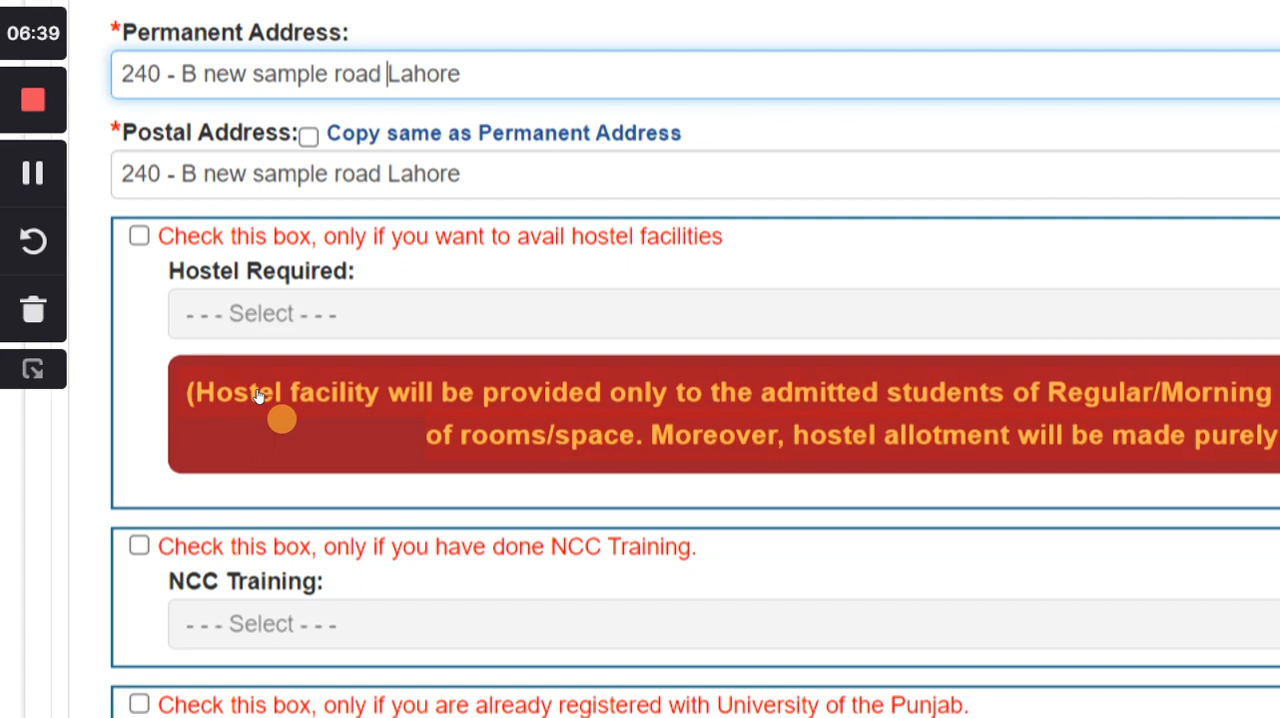 06:39
*Permanent Address:
240 - B new sample road Lahore
*Postal Address: Copy same as Permanent Address
240 - B new sample road Lahore
Check this box, only if you want to avail hostel facilities
Hostel Required:
- - - Select - - -
(Hostel facility will be provided only to the admitted students of Regular/Morning
of rooms/space. Moreover, hostel allotment will be made purely
Check this box, only if you have done NCC Training.
NCC Training:
- - - Select - - -
Check this box, only if you are already registered with University of the Punjab.